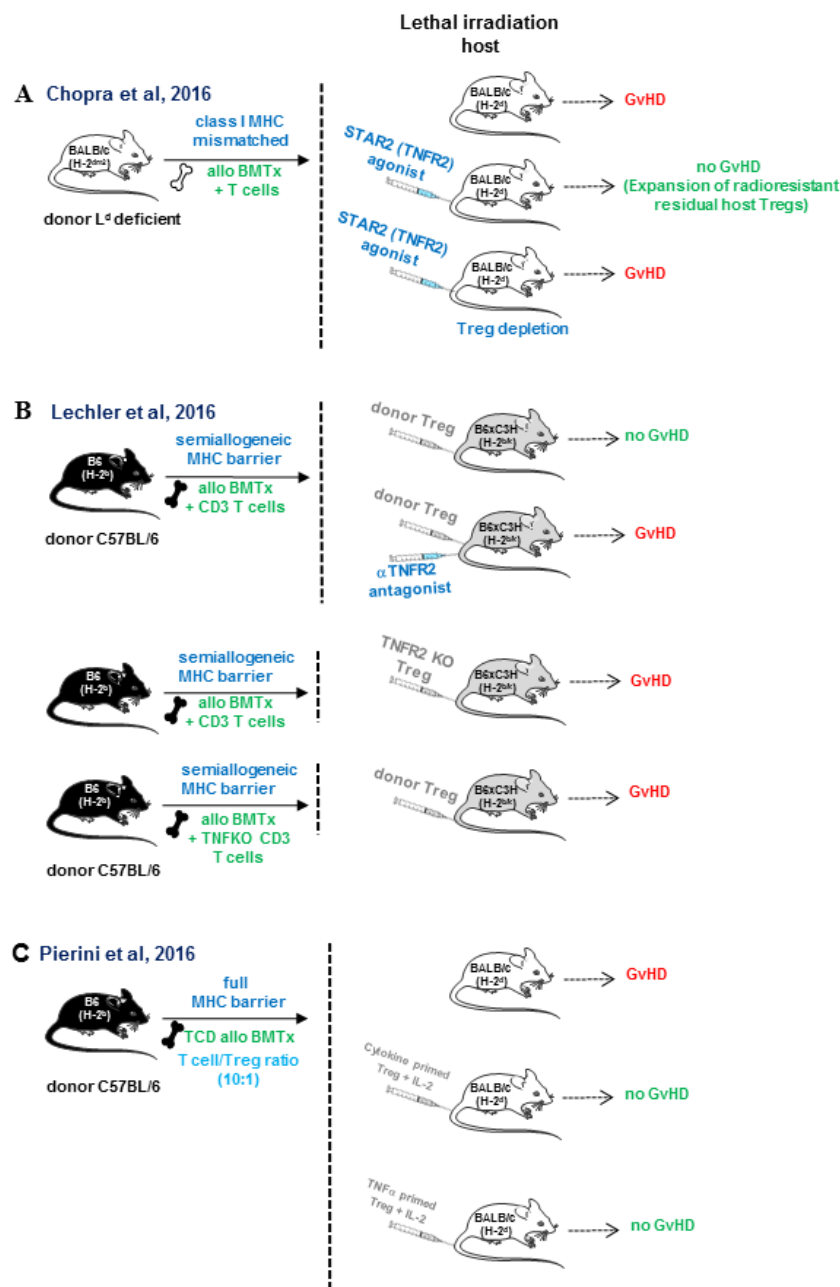 Lethal irradiation
host
A Chopra et al, 2016
class I MHC
mismatched
allo BMTx
+ T cells
BALB/c
(H-2dm2)
donor Ld deficient
BALB/c
(H-2d)
GvHD
STAR2 (TNFR2)
agonist
BALB/c
(H-2d)
no GvHD
(Expansion of radioresistant
residual host Tregs)
STAR2 (TNFR2)
agonist
BALB/c
(H-2d)
GvHD
Treg depletion
B Lechler et al, 2016
B6
(H-2b)
semiallogeneic
MHC barrier
allo BMTx
+ CD3 T cells
donor C57BL/6
donor Treg
B6xC3H
(H-2b/k)
no GvHD
donor Treg
αTNFR2
antagonist
B6xC3H
(H-2b/k)
GvHD
B6
(H-2b)
semiallogeneic
MHC barrier
allo BMTx
+ CD3 T cells
TNFR2 KO
Treg
B6xC3H
(H-2b/k)
GvHD
B6
(H-2b)
semiallogeneic
MHC barrier
allo BMTx
+ TNFKO CD3
T cells
donor C57BL/6
donor Treg
B6xC3H
(H-2b/k)
GvHD
C Pierini et al, 2016
B6
(H-2b)
full
MHC barrier
TCD allo BMTx
T cell/Treg ratio
(10:1)
donor C57BL/6
BALB/c
(H-2d)
GvHD
Cytokine primed
Treg + IL-2
BALB/c
(H-2d)
no GvHD
TNFα primed
Treg + IL-2
BALB/c
(H-2d)
no GvHD